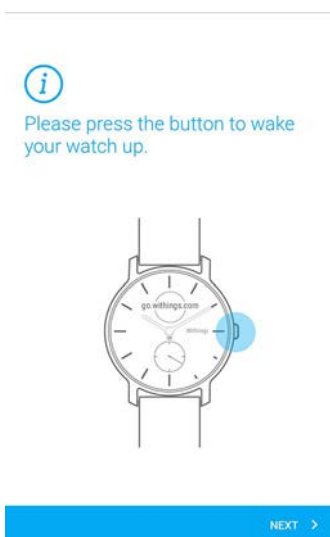 i
Please press the button to wake
your watch up.
go.withings.com
Withings
NEXT >